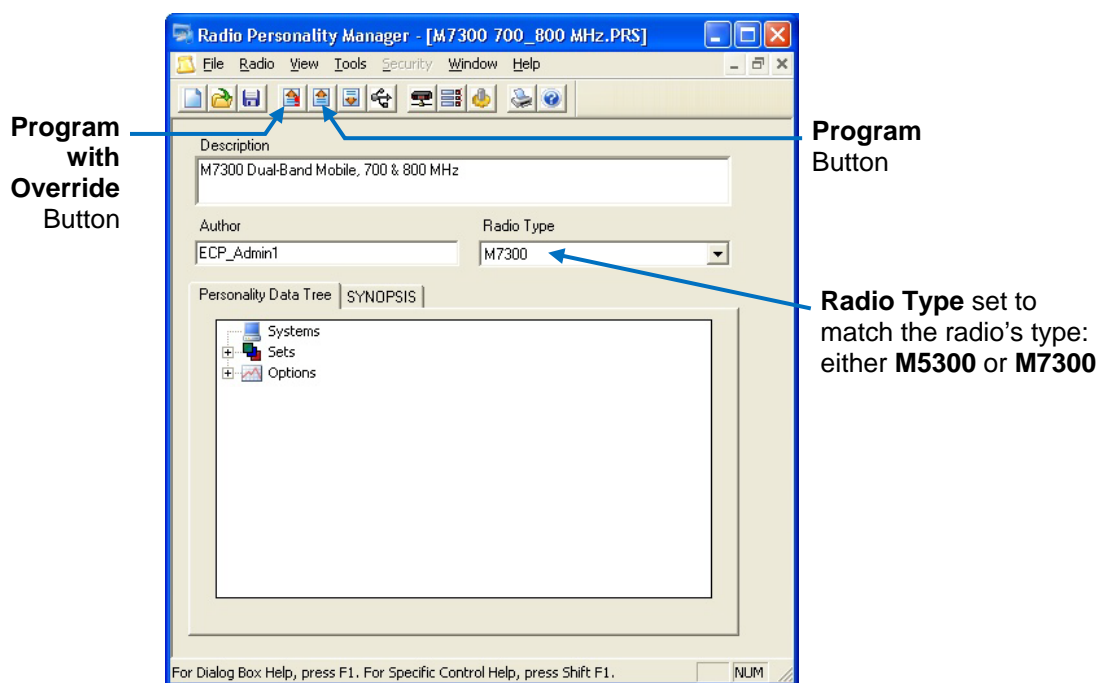 Radio Personality Manager - [M7300 700_800 MHz.PRS]
File Radio View Tools Security Window Help
Program
with
Override
Button
Program
Button
Description
M7300 Dual-Band Mobile, 700 & 800 MHz
Author
Radio Type
ECP_Admin1
M7300
Radio Type set to
match the radio's type:
either M5300 or M7300
Personality Data Tree
SYNOPSIS
Systems
Sets
Options
For Dialog Box Help, press F1. For Specific Control Help, press Shift F1.
NUM